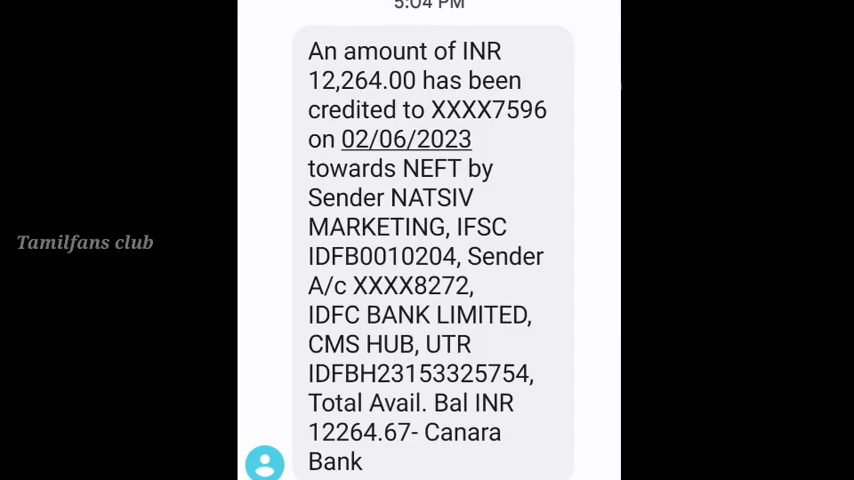 5:04 PM
An amount of INR
12,264.00 has been
credited to XXXX7596
on 02/06/2023
towards NEFT by
Sender NATSIV
MARKETING, IFSC
IDFB0010204, Sender
A/c XXXX8272,
IDFC BANK LIMITED,
CMS HUB, UTR
IDFBH23153325754,
Total Avail. Bal INR
12264.67- Canara
Bank
Tamilfans club